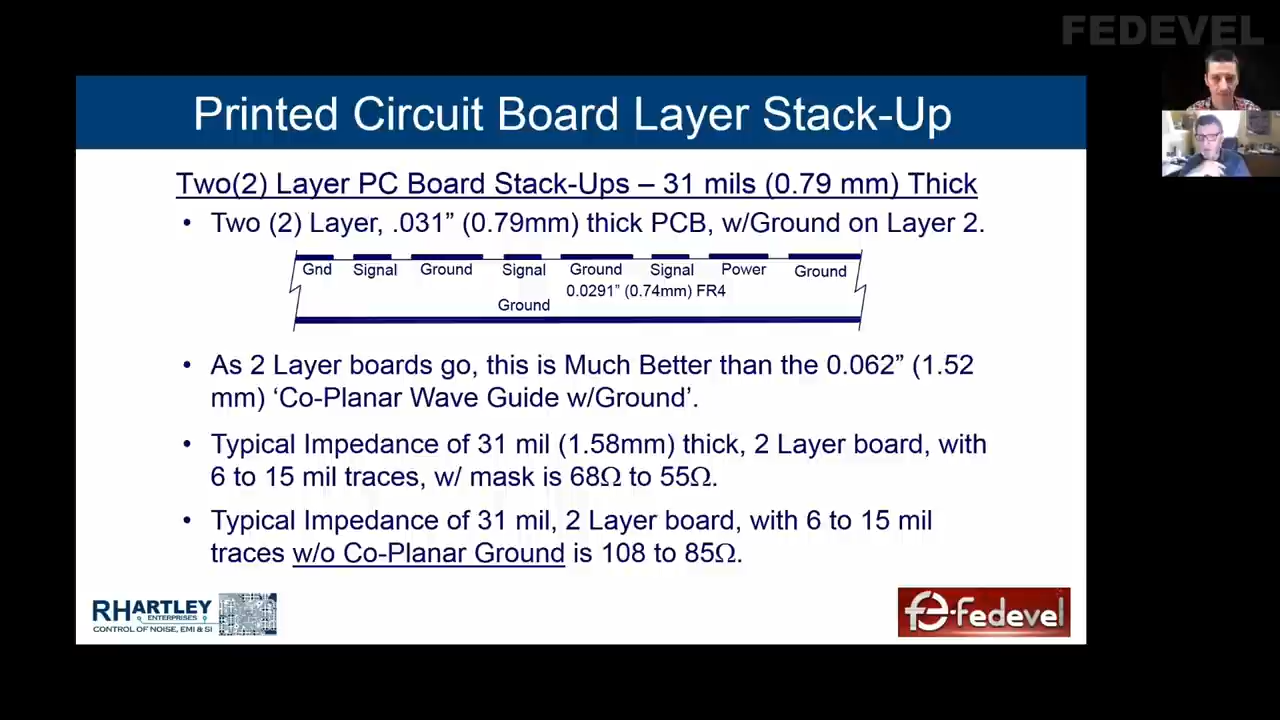 FEDEVEL
Printed Circuit Board Layer Stack-Up
Two(2) Layer PC Board Stack-Ups – 31 mils (0.79 mm) Thick
• Two (2) Layer, .031” (0.79mm) thick PCB, w/Ground on Layer 2.
Gnd Signal Ground Signal Ground Signal Power Ground
0.0291” (0.74mm) FR4
Ground
• As 2 Layer boards go, this is Much Better than the 0.062” (1.52
mm) ‘Co-Planar Wave Guide w/Ground’.
• Typical Impedance of 31 mil (1.58mm) thick, 2 Layer board, with
6 to 15 mil traces, w/ mask is 68Ω to 55Ω.
• Typical Impedance of 31 mil, 2 Layer board, with 6 to 15 mil
traces w/o Co-Planar Ground is 108 to 85Ω.
RHARTLEY
ENTERPRISES
CONTROL OF NOISE, EMI & SI
fedevel